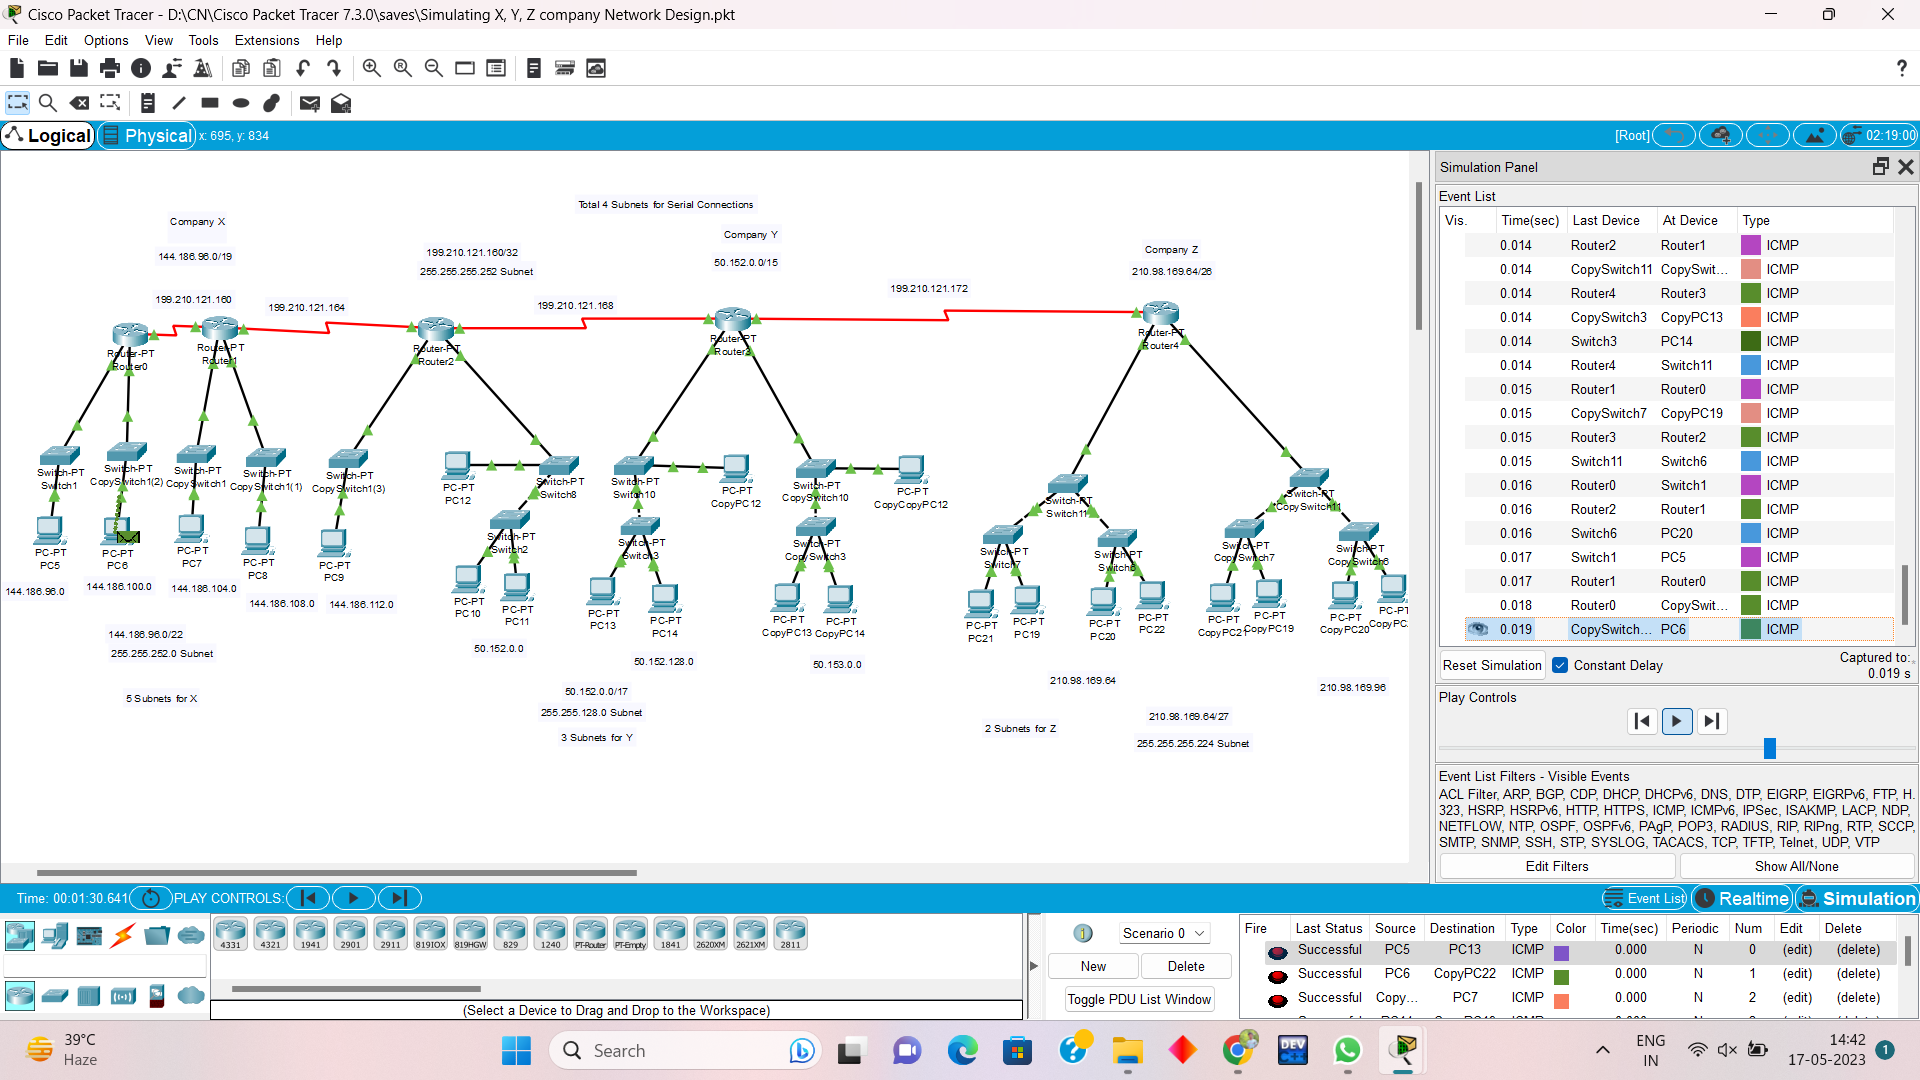 Cisco Packet Tracer - D:\CN\Cisco Packet Tracer 7.3.0\saves\Simulating X, Y, Z company Network Design.pkt
File Edit Options View Tools Extensions Help
Logical Physical x: 695, y: 834 [Root] 02:19:00
Total 4 Subnets for Serial Connections
Company X
144.186.96.0/19
199.210.121.160/32
255.255.255.252 Subnet
Company Y
50.152.0.0/15
Company Z
210.98.169.64/26
199.210.121.160
199.210.121.164
199.210.121.168
199.210.121.172
Router-PT
Router0
Router-PT
Router1
Router-PT
Router2
Router-PT
Router3
Router-PT
Router4
Switch-PT
Switch1
Switch-PT
CopySwitch1(2)
Switch-PT
CopySwitch1
Switch-PT
CopySwitch1(1)
Switch-PT
CopySwitch1(3)
PC-PT
PC12
Switch-PT
Switch8
Switch-PT
Switch10
PC-PT
CopyPC12
Switch-PT
CopySwitch10
PC-PT
CopyCopyPC12
Switch-PT
Switch11
Switch-PT
CopySwitch11
Switch-PT
Switch2
Switch-PT
Switch3
Switch-PT
CopySwitch3
Switch-PT
Switch7
Switch-PT
Switch6
Switch-PT
CopySwitch7
Switch-PT
CopySwitch6
PC-PT
PC5
PC-PT
PC6
PC-PT
PC7
PC-PT
PC8
PC-PT
PC9
PC-PT
PC10
PC-PT
PC11
PC-PT
PC13
PC-PT
PC14
PC-PT
CopyPC13
PC-PT
CopyPC14
PC-PT
PC21
PC-PT
PC19
PC-PT
PC20
PC-PT
PC22
PC-PT
CopyPC21
PC-PT
CopyPC19
PC-PT
CopyPC20
PC-PT
144.186.96.0
144.186.100.0
144.186.104.0
144.186.108.0
144.186.112.0
144.186.96.0/22
255.255.252.0 Subnet
5 Subnets for X
50.152.0.0
50.152.128.0
50.153.0.0
50.152.0.0/17
255.255.128.0 Subnet
3 Subnets for Y
210.98.169.64
210.98.169.96
2 Subnets for Z
210.98.169.64/27
255.255.255.224 Subnet
Simulation Panel
Event List
Vis. Time(sec) Last Device At Device Type
0.014 Router2 Router1 ICMP
0.014 CopySwitch11 CopySwit... ICMP
0.014 Router4 Router3 ICMP
0.014 CopySwitch3 CopyPC13 ICMP
0.014 Switch3 PC14 ICMP
0.014 Router4 Switch11 ICMP
0.015 Router1 Router0 ICMP
0.015 CopySwitch7 CopyPC19 ICMP
0.015 Router3 Router2 ICMP
0.015 Switch11 Switch6 ICMP
0.016 Router0 Switch1 ICMP
0.016 Router2 Router1 ICMP
0.016 Switch6 PC20 ICMP
0.017 Switch1 PC5 ICMP
0.017 Router1 Router0 ICMP
0.018 Router0 CopySwit... ICMP
0.019 CopySwitch... PC6 ICMP
Reset Simulation Constant Delay Captured to:
0.019 s
Play Controls
Event List Filters - Visible Events
ACL Filter, ARP, BGP, CDP, DHCP, DHCPv6, DNS, DTP, EIGRP, EIGRPv6, FTP, H.
323, HSRP, HSRPv6, HTTP, HTTPS, ICMP, ICMPv6, IPSec, ISAKMP, LACP, NDP,
NETFLOW, NTP, OSPF, OSPFv6, PAgP, POP3, RADIUS, RIP, RIPng, RTP, SCCP,
SMTP, SNMP, SSH, STP, SYSLOG, TACACS, TCP, TFTP, Telnet, UDP, VTP
Edit Filters Show All/None
Time: 00:01:30.641 PLAY CONTROLS: Event List Realtime Simulation
4331 4321 1941 2901 2911 819IOX 819HGW 829 1240 PT-Router PT-Empty 1841 2620XM 2621XM 2811
(Select a Device to Drag and Drop to the Workspace)
Scenario 0
New Delete
Toggle PDU List Window
Fire Last Status Source Destination Type Color Time(sec) Periodic Num Edit Delete
Successful PC5 PC13 ICMP 0.000 N 0 (edit) (delete)
Successful PC6 CopyPC22 ICMP 0.000 N 1 (edit) (delete)
Successful Copy... PC7 ICMP 0.000 N 2 (edit) (delete)
39°C
Haze
Search
DEV
ENG
IN
14:42
17-05-2023
1